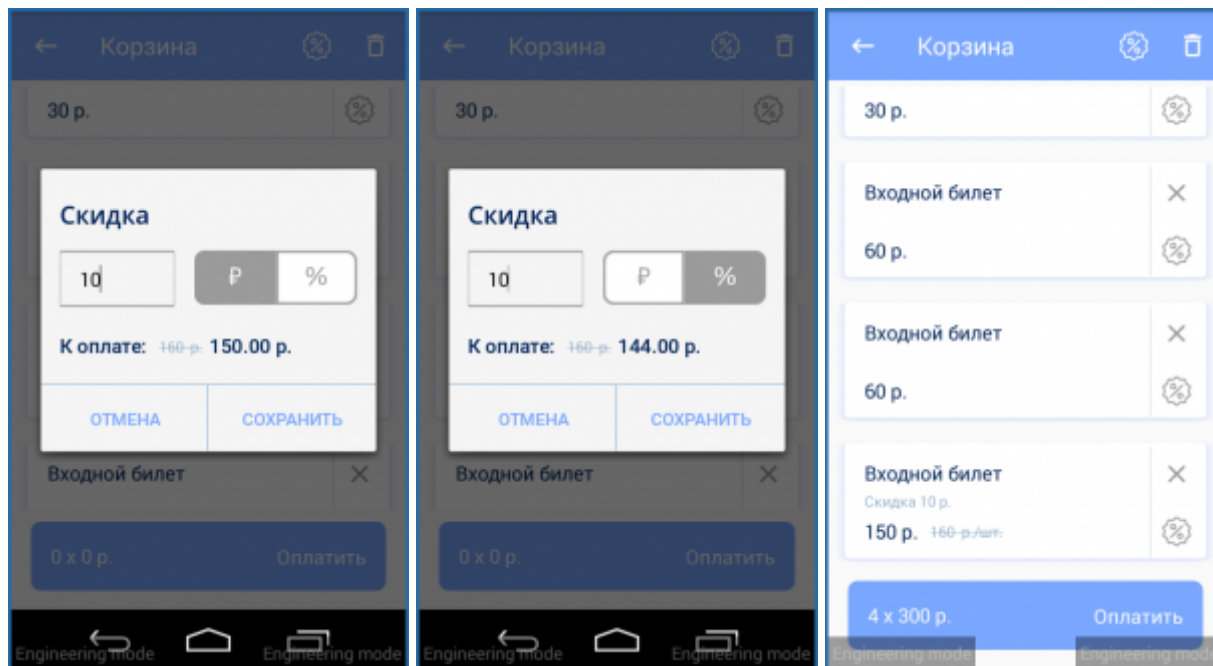 Корзина
30 р.
Скидка
10 ₽ %
К оплате: 160 р. 150.00 р.
ОТМЕНА СОХРАНИТЬ
Входной билет
0 x 0 р. Оплатить
Engineering mode Engineering mode
Корзина
30 р.
Скидка
10 ₽ %
К оплате: 160 р. 144.00 р.
ОТМЕНА СОХРАНИТЬ
Входной билет
0 x 0 р. Оплатить
Engineering mode Engineering mode
Корзина
30 р.
Входной билет
60 р.
Входной билет
60 р.
Входной билет
Скидка 10 р.
150 р. 160 р./шт.
4 x 300 р. Оплатить
Engineering mode Engineering mode